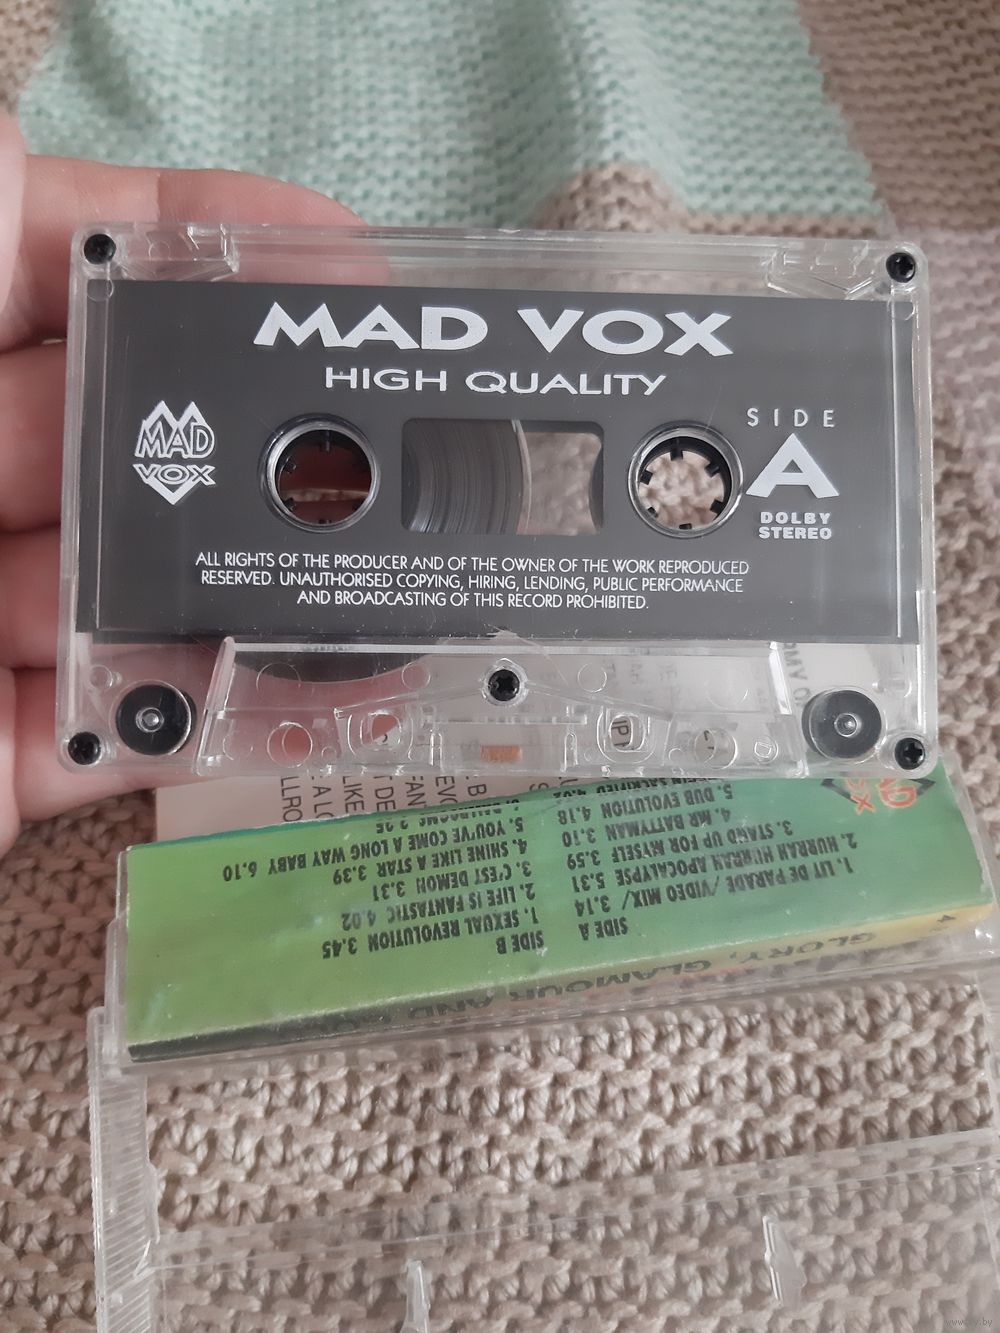 MAD VOX
HIGH QUALITY
MAD
VOX
SIDE
A
DOLBY
STEREO
ALL RIGHTS OF THE PRODUCER AND OF THE OWNER OF THE WORK REPRODUCED
RESERVED. UNAUTHORISED COPYING, HIRING, LENDING, PUBLIC PERFORMANCE
AND BROADCASTING OF THIS RECORD PROHIBITED.
GLORY, GLAMOUR AND
SIDE A
1. LIT DE PARADE /VIDEO MIX/ 3.14
2. HURRAH HURRAH APOCALYPSE 5.31
3. STAND UP FOR MYSELF 3.59
4. MR BATTYMAN 3.10
5. DUB EVOLUTION 4.18
SIDE B
1. SEXUAL REVOLUTION 3.45
2. LIFE IS FANTASTIC 4.02
3. C'EST DEMON 3.31
4. SHINE LIKE A STAR 3.39
5. YOU'VE COME A LONG WAY BABY 6.10